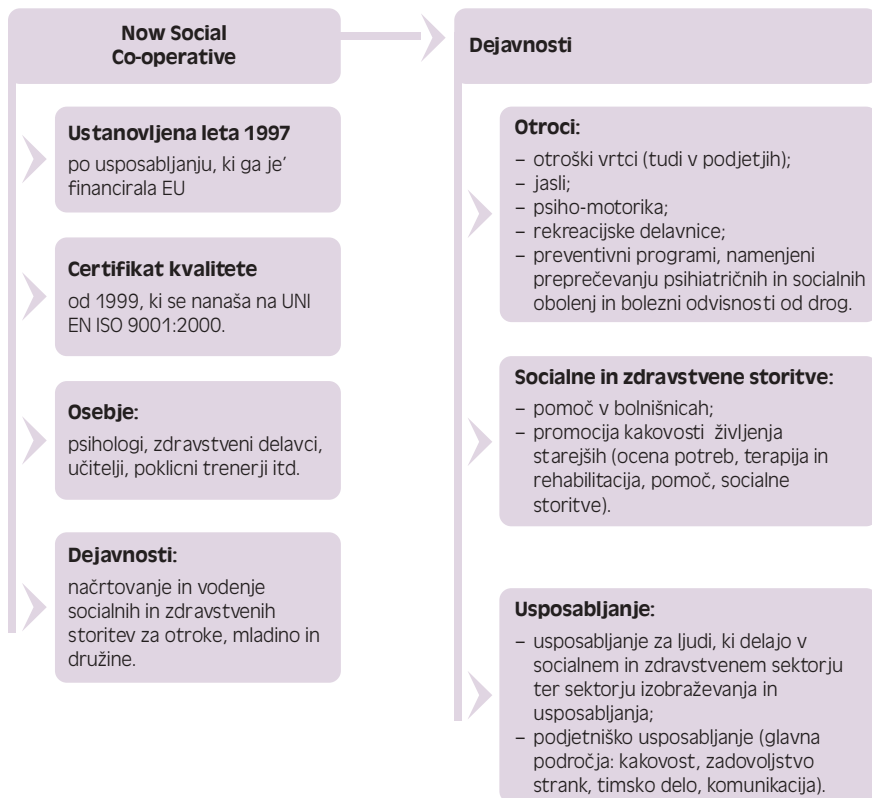 Now Social
Co-operative
Ustanovljena leta 1997
po usposabljanju, ki ga je’
financirala EU
Certifikat kvalitete
od 1999, ki se nanaša na UNI
EN ISO 9001:2000.
Osebje:
psihologi, zdravstveni delavci,
učitelji, poklicni trenerji itd.
Dejavnosti:
načrtovanje in vodenje
socialnih in zdravstvenih
storitev za otroke, mladino in
družine.
Dejavnosti
Otroci:
– otroški vrtci (tudi v podjetjih);
– jasli;
– psiho-motorika;
– rekreacijske delavnice;
– preventivni programi, namenjeni
preprečevanju psihiatričnih in socialnih
obolenj in bolezni odvisnosti od drog.
Socialne in zdravstvene storitve:
– pomoč v bolnišnicah;
– promocija kakovosti življenja
starejših (ocena potreb, terapija in
rehabilitacija, pomoč, socialne
storitve).
Usposabljanje:
– usposabljanje za ljudi, ki delajo v
socialnem in zdravstvenem sektorju
ter sektorju izobraževanja in
usposabljanja;
– podjetniško usposabljanje (glavna
področja: kakovost, zadovoljstvo
strank, timsko delo, komunikacija).